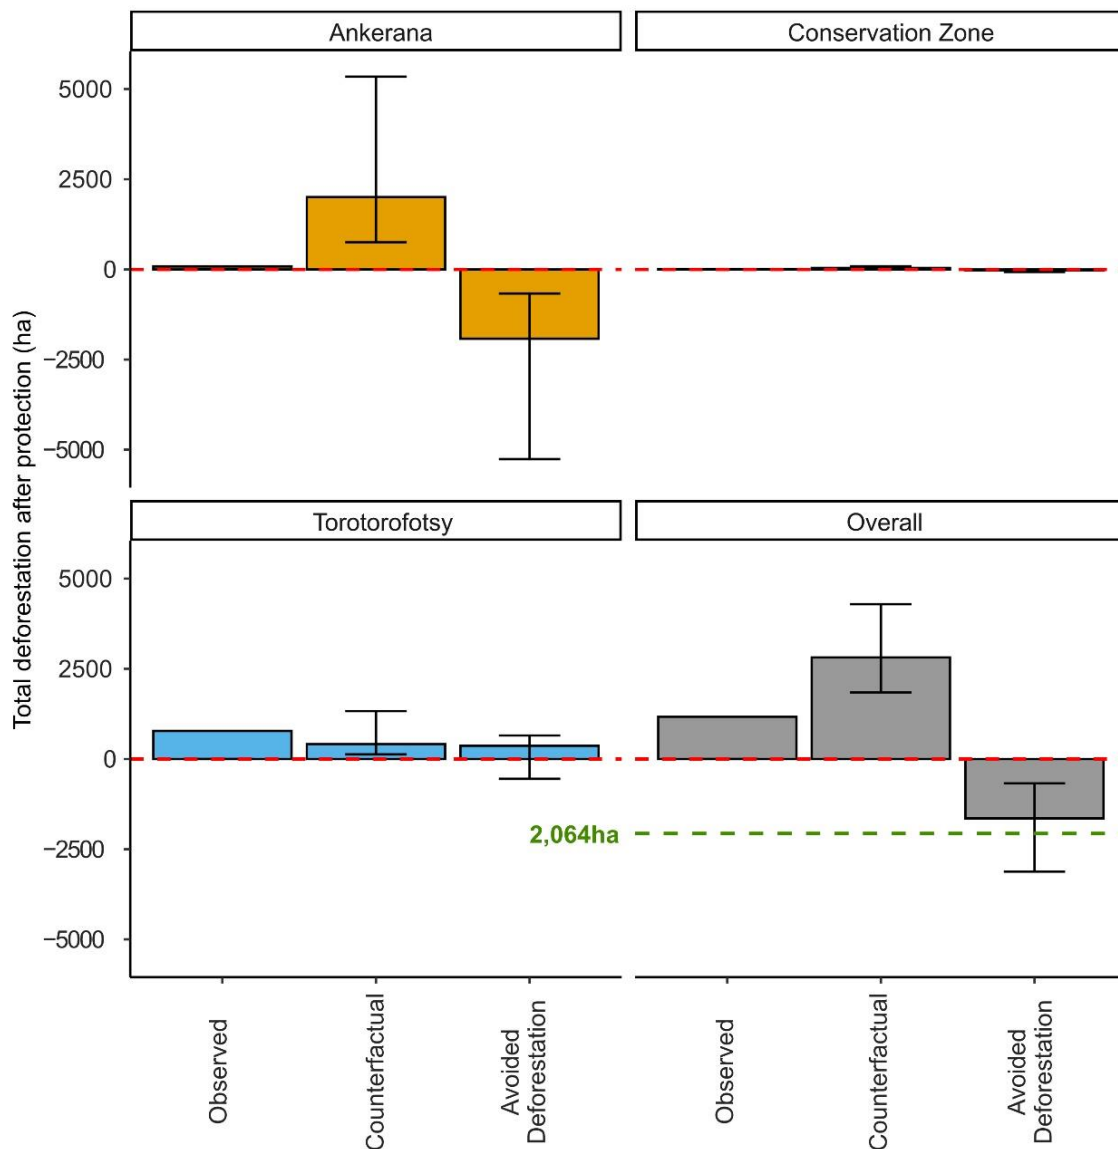 Ankerana
Conservation Zone
Total deforestation after protection (ha)
5000
2500
0
−2500
−5000
Torotorofotsy
Overall
5000
2500
0
−2500
−5000
2,064ha
Observed
Counterfactual
Avoided
Deforestation
Observed
Counterfactual
Avoided
Deforestation